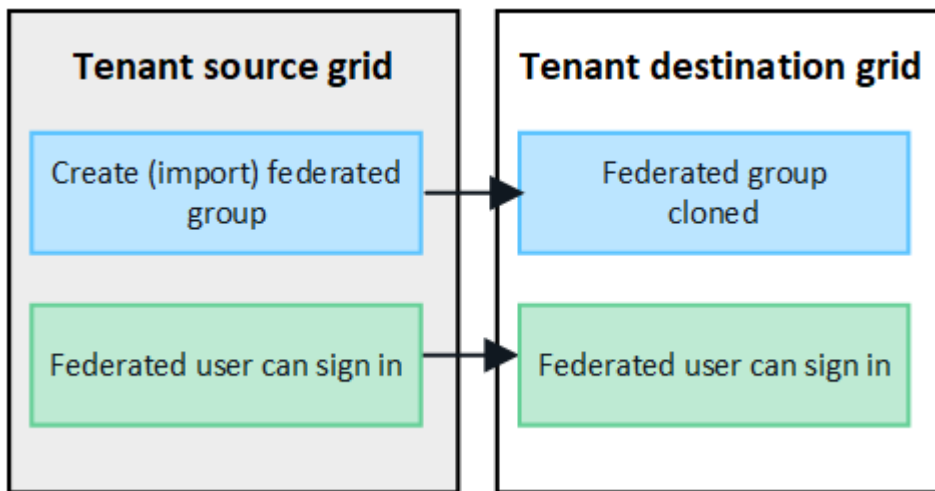 Tenant source grid
Create (import) federated
group
Federated user can sign in
Tenant destination grid
Federated group
cloned
Federated user can sign in